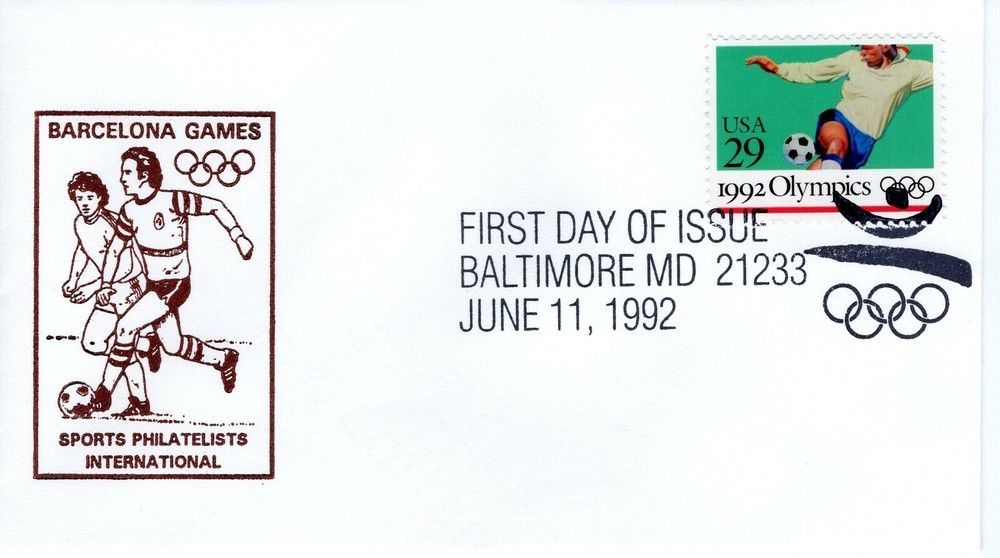 BARCELONA GAMES
SPORTS PHILATELISTS
INTERNATIONAL
USA
29
1992 Olympics
FIRST DAY OF ISSUE
BALTIMORE MD 21233
JUNE 11, 1992